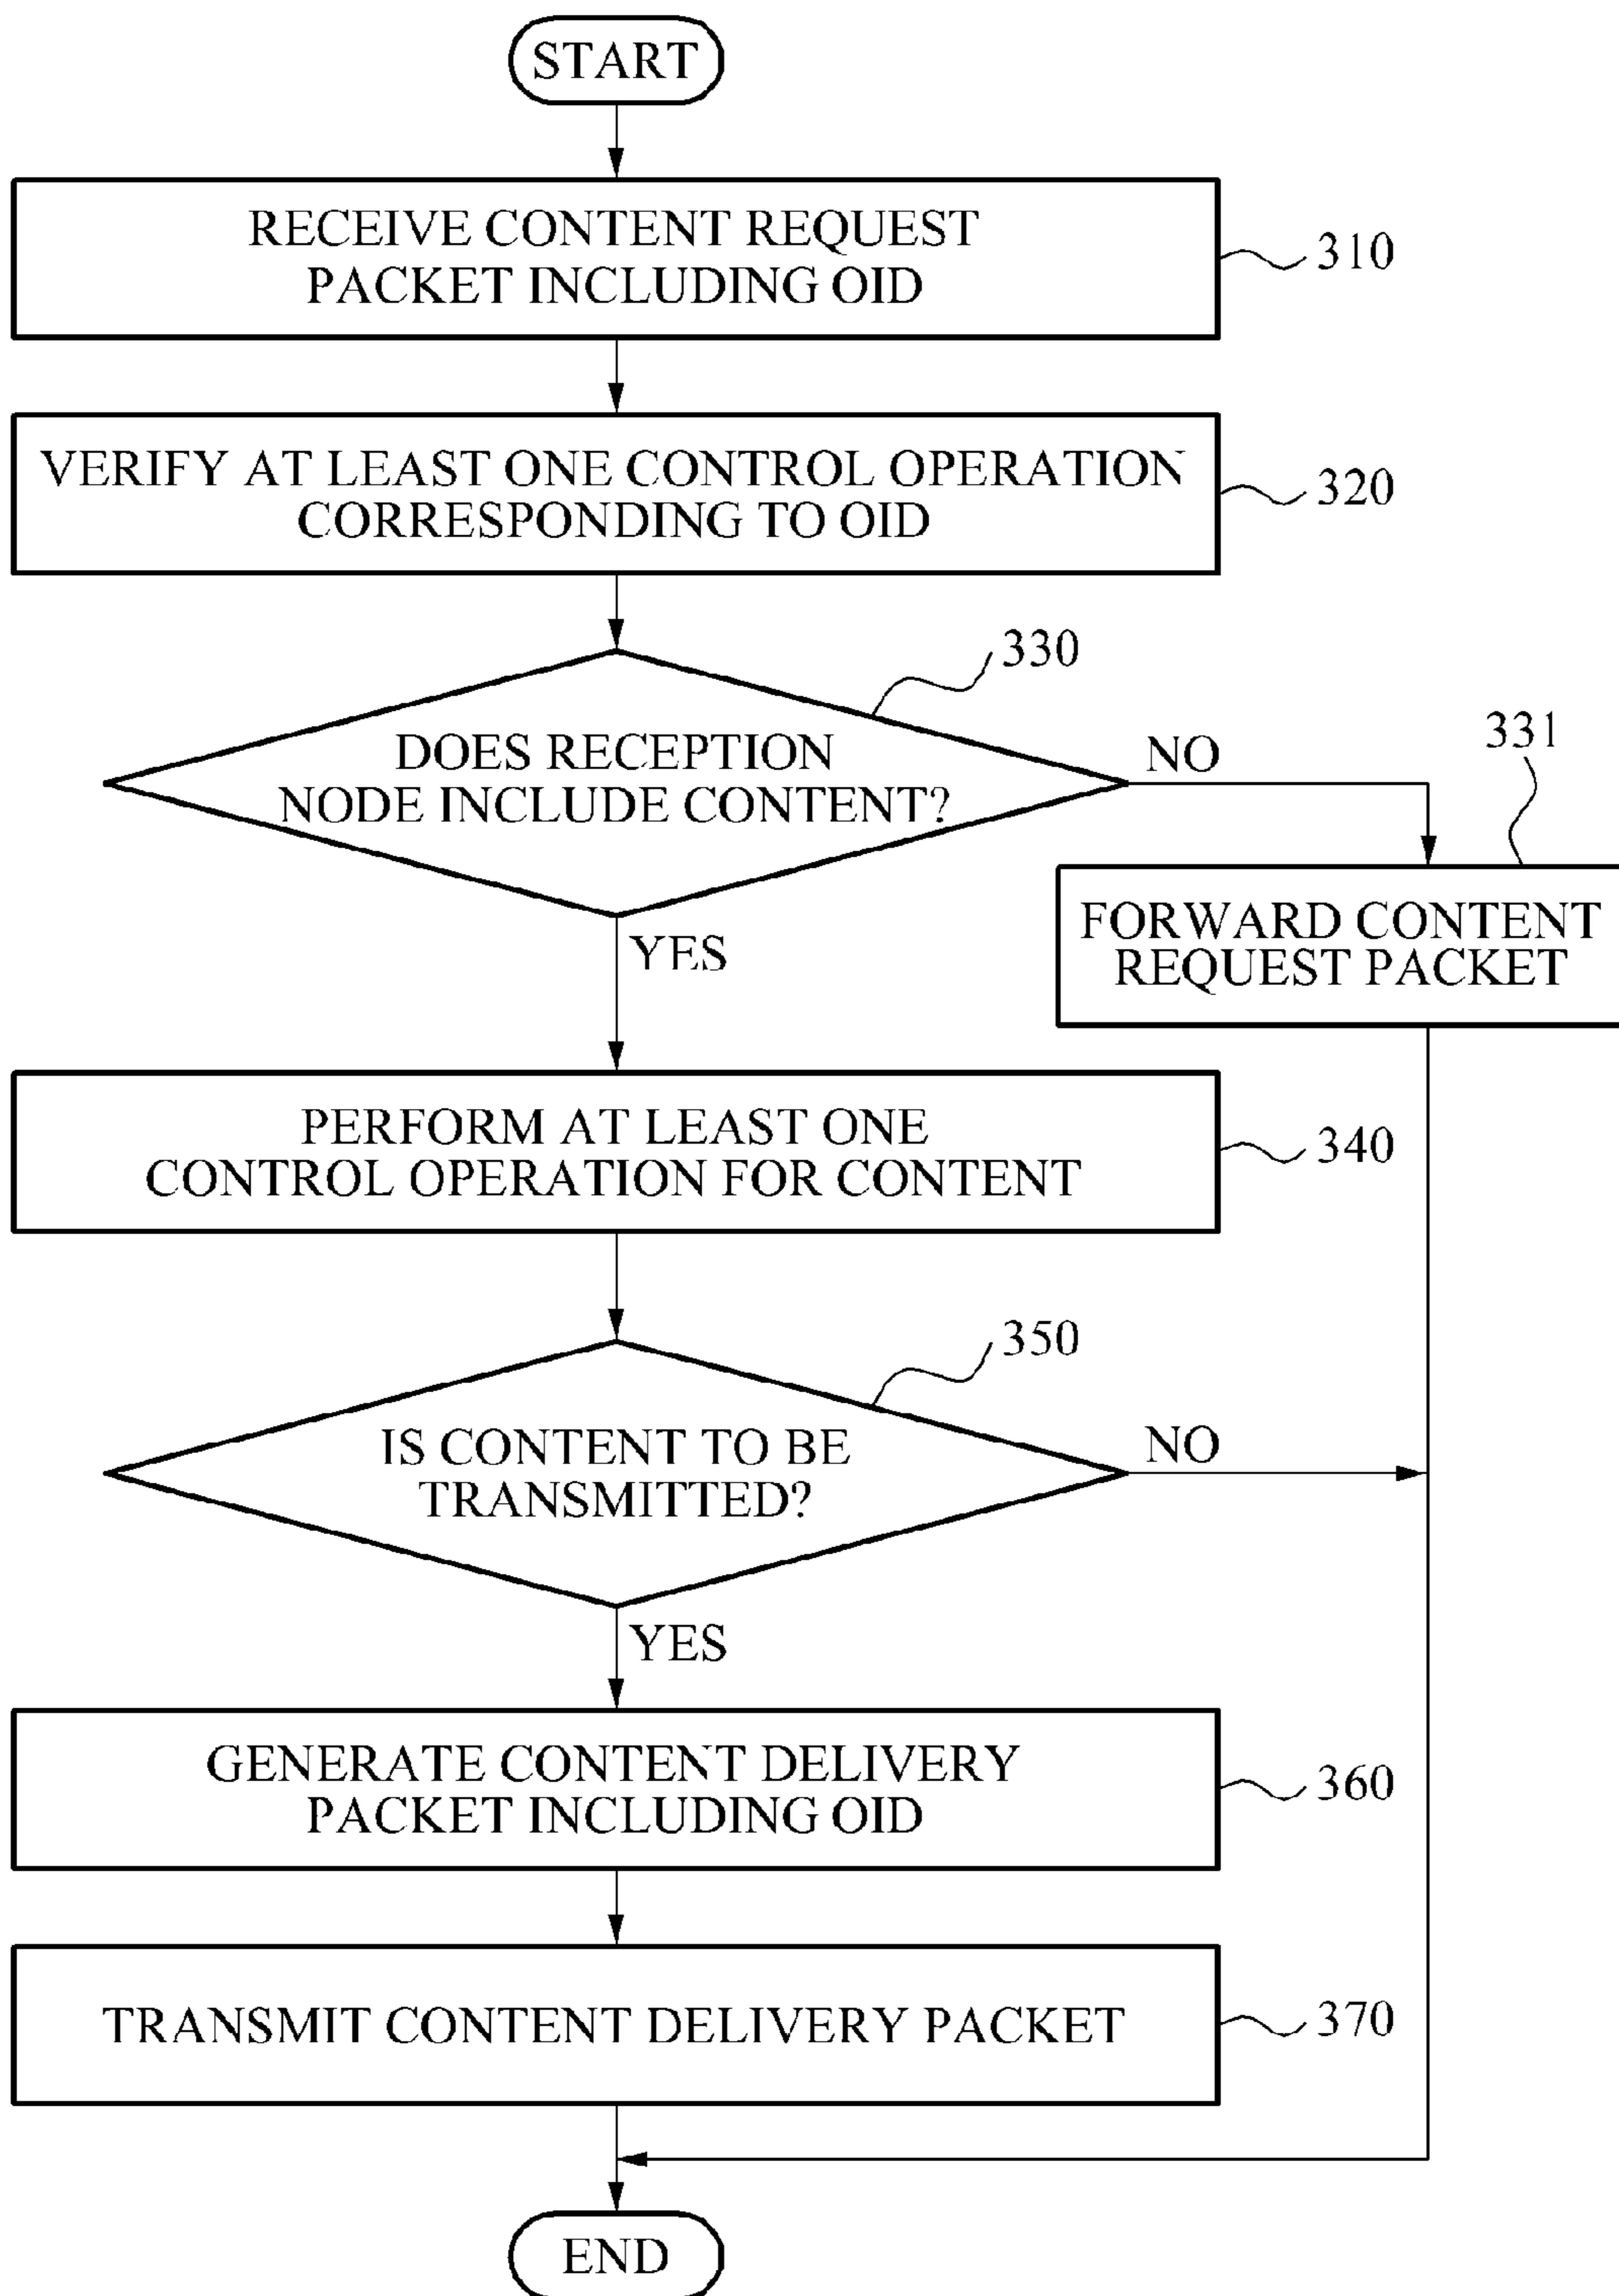 START
RECEIVE CONTENT REQUEST
PACKET INCLUDING OID
310
VERIFY AT LEAST ONE CONTROL OPERATION
CORRESPONDING TO OID
320
330
DOES RECEPTION
NODE INCLUDE CONTENT?
NO
331
FORWARD CONTENT
REQUEST PACKET
YES
PERFORM AT LEAST ONE
CONTROL OPERATION FOR CONTENT
340
350
IS CONTENT TO BE
TRANSMITTED?
NO
YES
GENERATE CONTENT DELIVERY
PACKET INCLUDING OID
360
TRANSMIT CONTENT DELIVERY PACKET
370
END